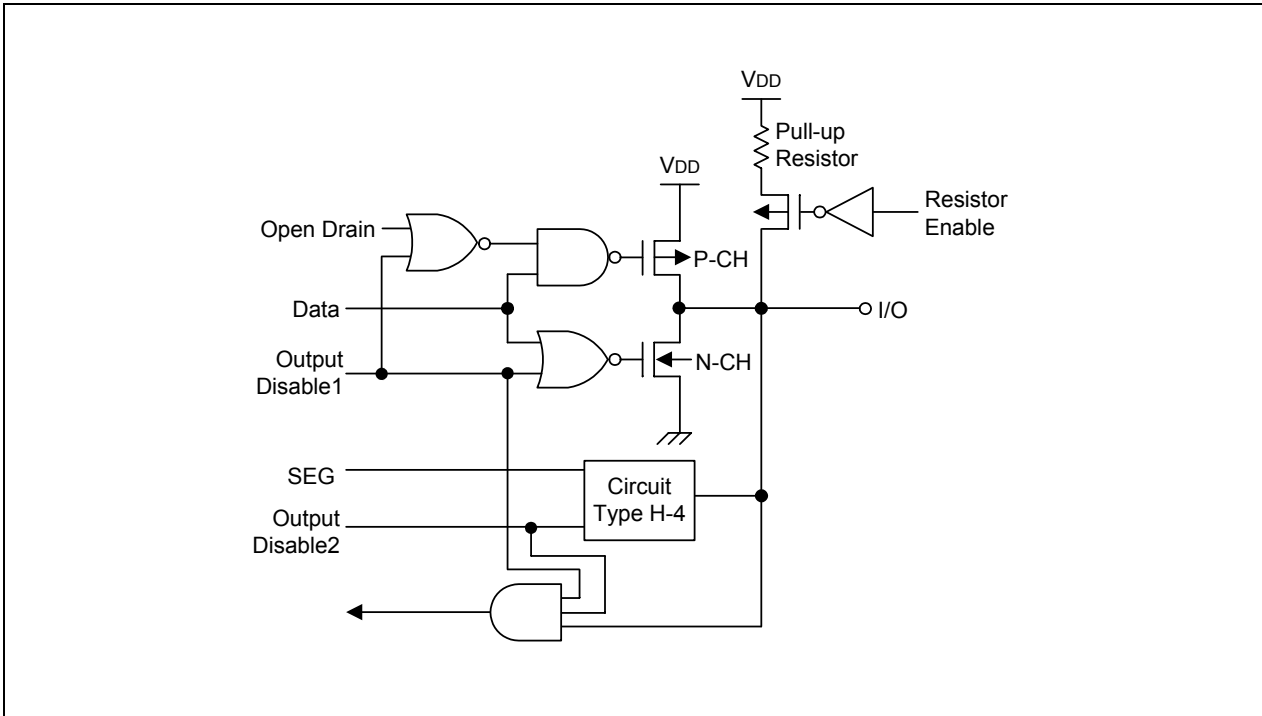 VDD
Pull-up
Resistor
VDD
Resistor
Enable
Open Drain
P-CH
Data
I/O
Output
Disable1
N-CH
SEG
Circuit
Type H-4
Output
Disable2